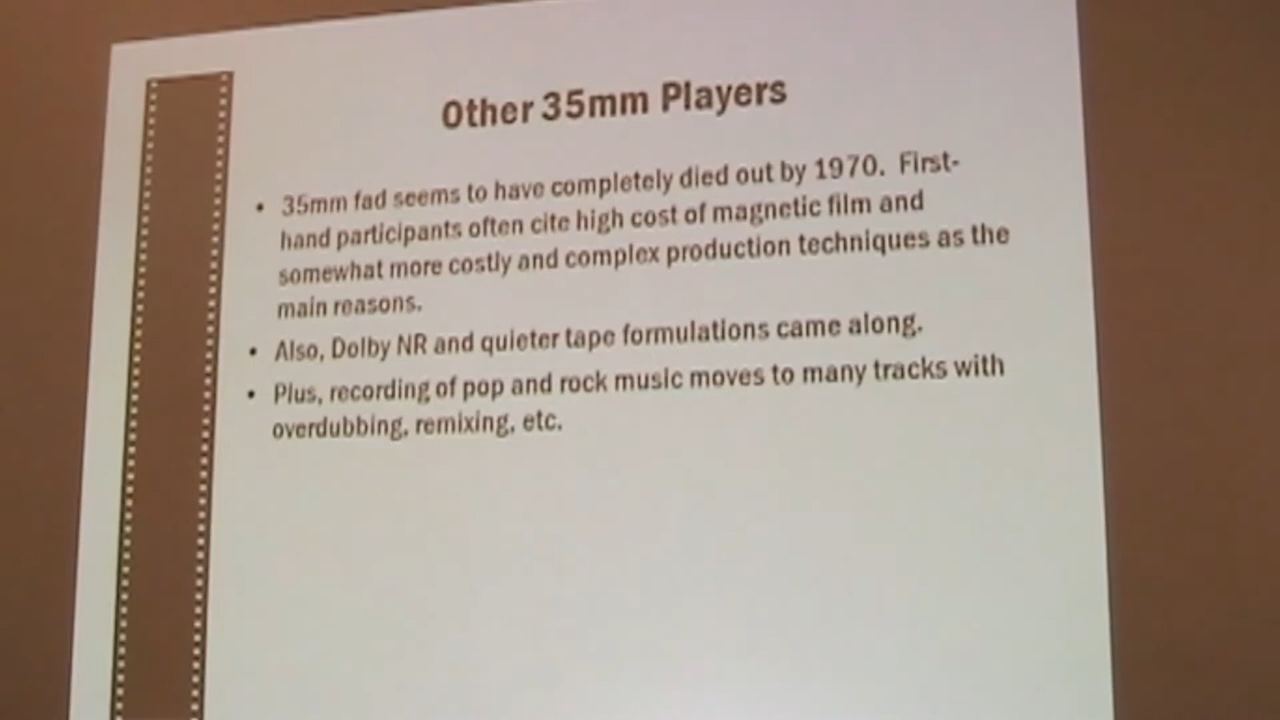 Other 35mm Players
• 35mm fad seems to have completely died out by 1970. First-
hand participants often cite high cost of magnetic film and
somewhat more costly and complex production techniques as the
main reasons.
• Also, Dolby NR and quieter tape formulations came along.
• Plus, recording of pop and rock music moves to many tracks with
overdubbing, remixing, etc.